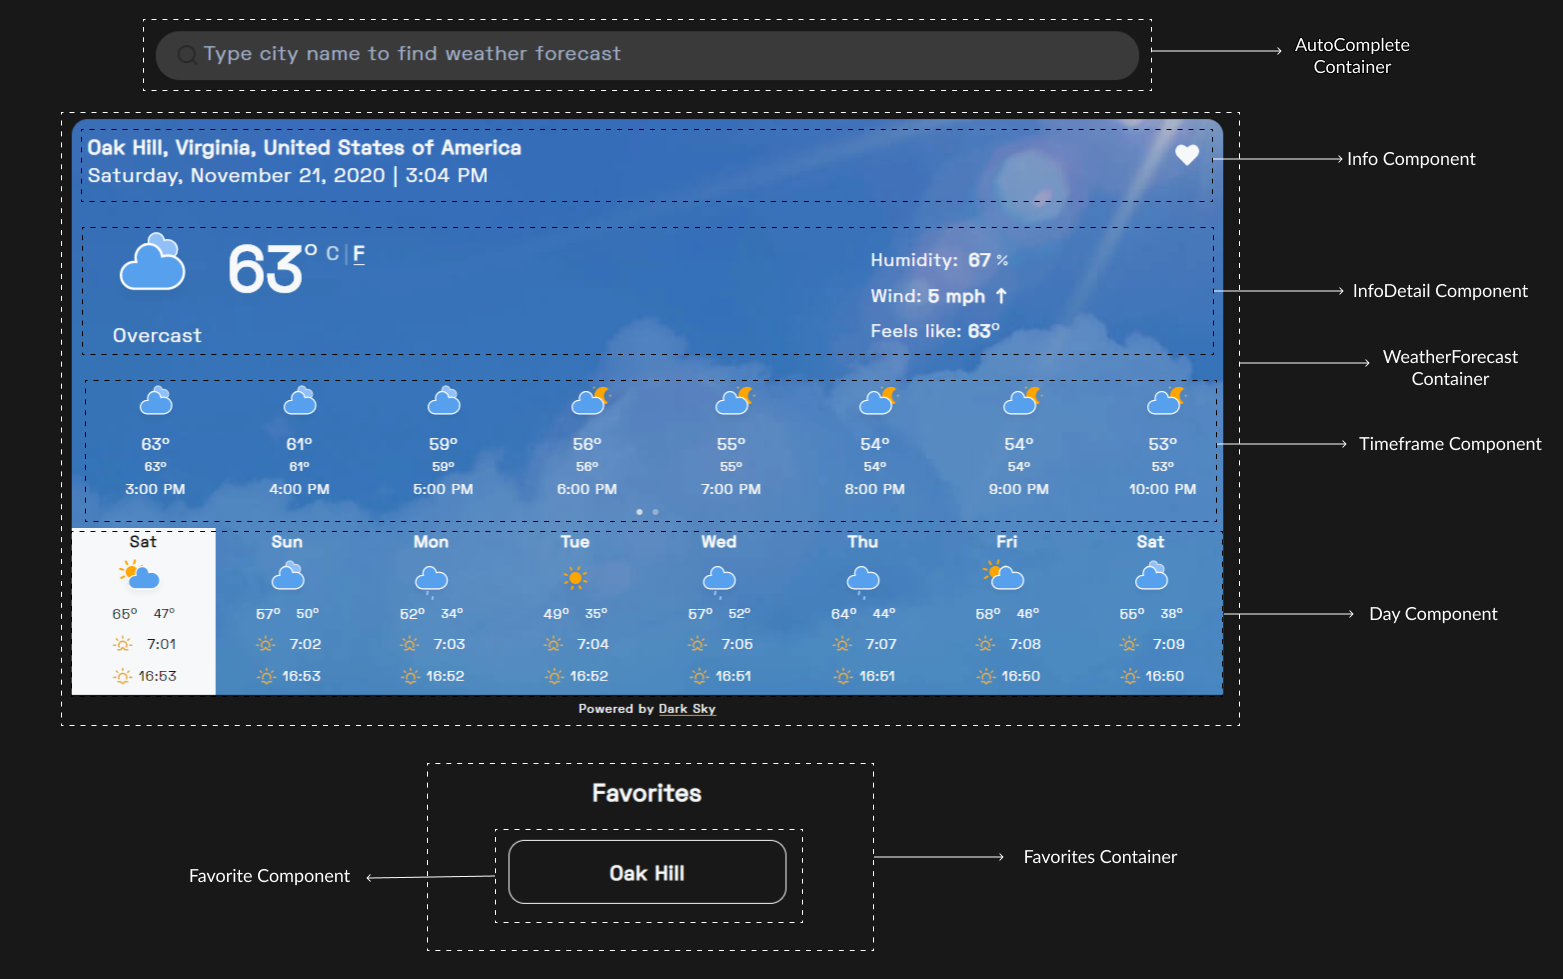 Type city name to find weather forecast
AutoComplete
Container
Oak Hill, Virginia, United States of America
Saturday, November 21, 2020 | 3:04 PM
Info Component
63° C | F
Overcast
Humidity: 67 %
Wind: 5 mph ↑
Feels like: 63°
InfoDetail Component
WeatherForecast
Container
63° 61° 59° 56° 55° 54° 54° 53°
63° 61° 59° 56° 55° 54° 54° 53°
3:00 PM 4:00 PM 5:00 PM 6:00 PM 7:00 PM 8:00 PM 9:00 PM 10:00 PM
Timeframe Component
Sat Sun Mon Tue Wed Thu Fri Sat
65° 47° 57° 50° 52° 34° 49° 35° 57° 52° 64° 44° 58° 46° 55° 38°
7:01 7:02 7:03 7:04 7:05 7:07 7:08 7:09
16:53 16:53 16:52 16:52 16:51 16:51 16:50 16:50
Day Component
Powered by Dark Sky
Favorites
Oak Hill
Favorite Component
Favorites Container